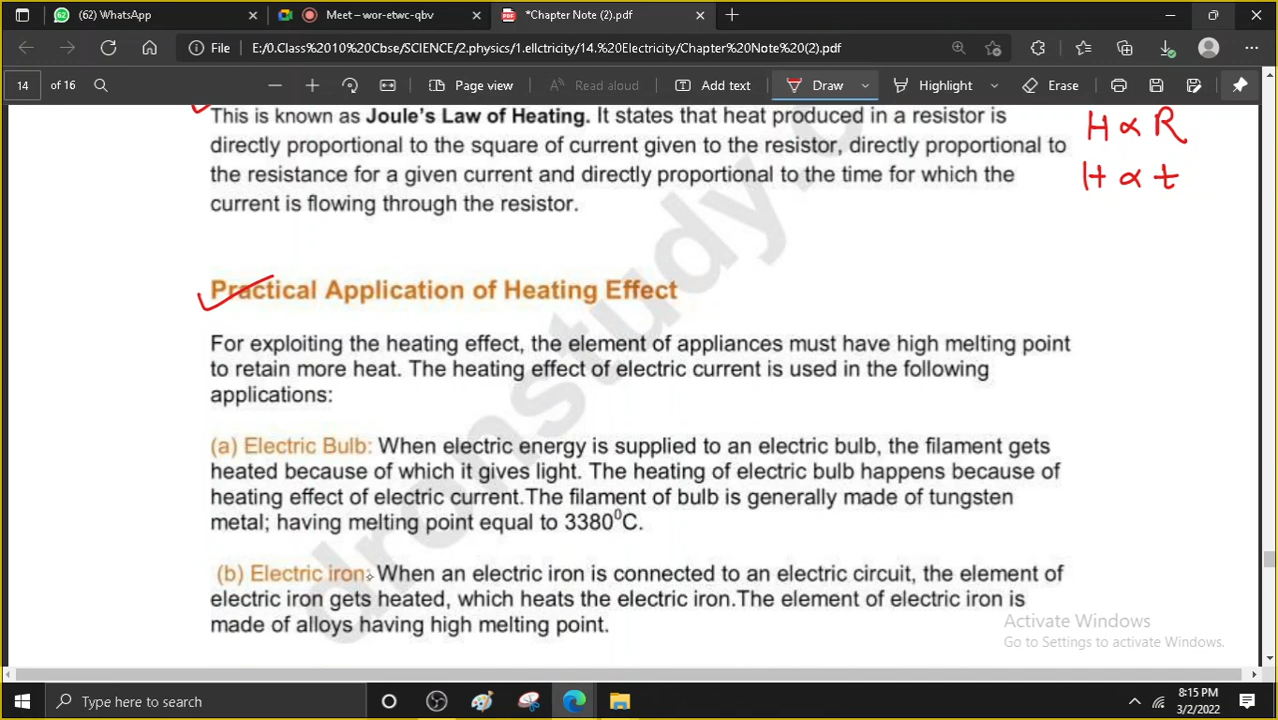 (62) WhatsApp
Meet – wor-etwc-qbv
*Chapter Note (2).pdf
File
E:/0.Class%2010%20Cbse/SCIENCE/2.physics/1.ellctricity/14.%20Electricity/Chapter%20Note%20(2).pdf
14 of 16
Page view
Read aloud
Add text
Draw
Highlight
Erase
This is known as Joule's Law of Heating. It states that heat produced in a resistor is
directly proportional to the square of current given to the resistor, directly proportional to
the resistance for a given current and directly proportional to the time for which the
current is flowing through the resistor.
H ∝ R
H ∝ t
Practical Application of Heating Effect
For exploiting the heating effect, the element of appliances must have high melting point
to retain more heat. The heating effect of electric current is used in the following
applications:
(a) Electric Bulb: When electric energy is supplied to an electric bulb, the filament gets
heated because of which it gives light. The heating of electric bulb happens because of
heating effect of electric current.The filament of bulb is generally made of tungsten
metal; having melting point equal to 3380⁰C.
(b) Electric iron: When an electric iron is connected to an electric circuit, the element of
electric iron gets heated, which heats the electric iron.The element of electric iron is
made of alloys having high melting point.
dronstudy.c
Activate Windows
Go to Settings to activate Windows.
Type here to search
8:15 PM
3/2/2022